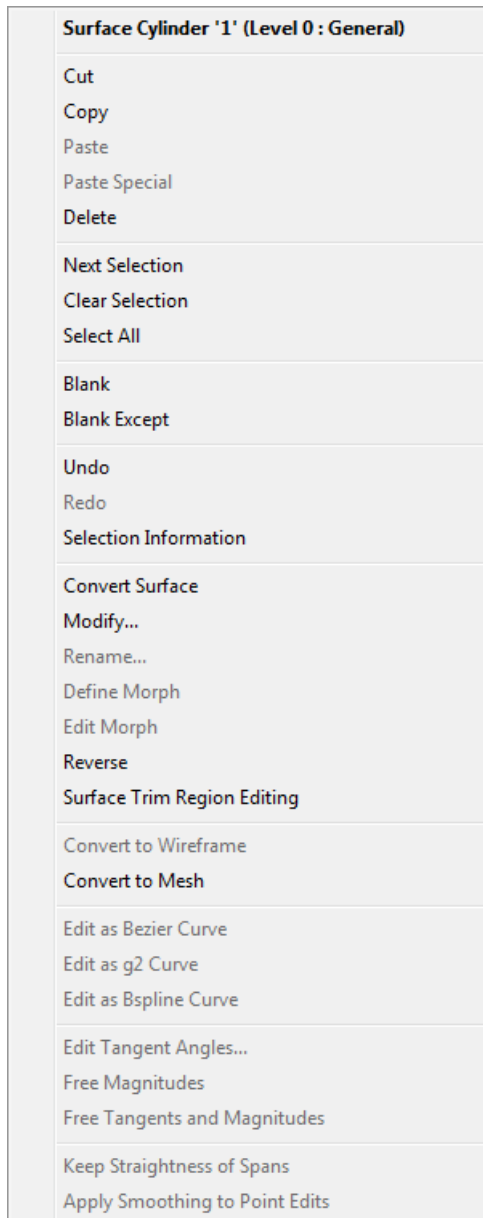 Surface Cylinder '1' (Level 0 : General)
Cut
Copy
Paste
Paste Special
Delete
Next Selection
Clear Selection
Select All
Blank
Blank Except
Undo
Redo
Selection Information
Convert Surface
Modify...
Rename...
Define Morph
Edit Morph
Reverse
Surface Trim Region Editing
Convert to Wireframe
Convert to Mesh
Edit as Bezier Curve
Edit as g2 Curve
Edit as Bspline Curve
Edit Tangent Angles...
Free Magnitudes
Free Tangents and Magnitudes
Keep Straightness of Spans
Apply Smoothing to Point Edits